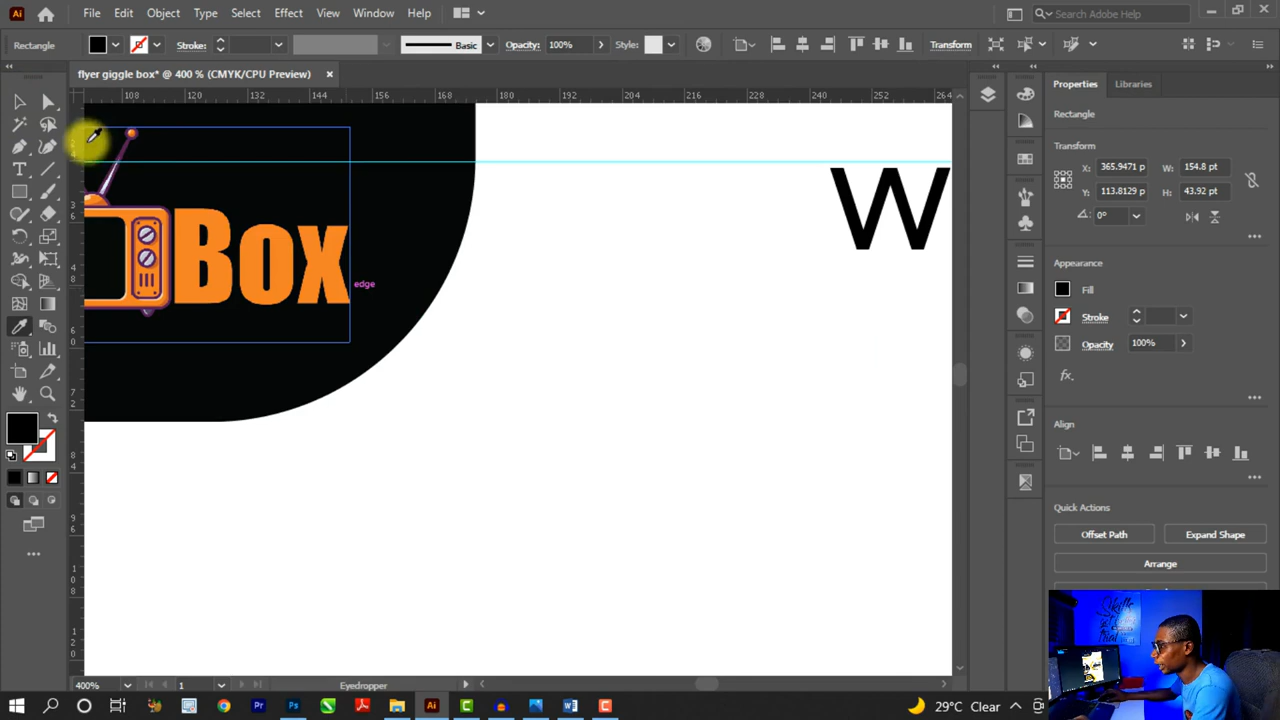 Ai File Edit Object Type Select Effect View Window Help Search Adobe Help
Rectangle Stroke: Basic Opacity: 100% Style: Transform
flyer giggle box* @ 400 % (CMYK/CPU Preview) ×
108 120 132 144 156 168 180 192 204 216 228 240 252 264
Properties Libraries
Rectangle
Transform
X: 365.9471 p W: 154.8 pt
Y: 113.8129 p H: 43.92 pt
0°
W
Box
edge
Appearance
Fill
Stroke
Opacity 100%
fx.
Align
Quick Actions
Offset Path Expand Shape
Arrange
400% 1 Eyedropper
Pr Ps Ai W C
29°C Clear